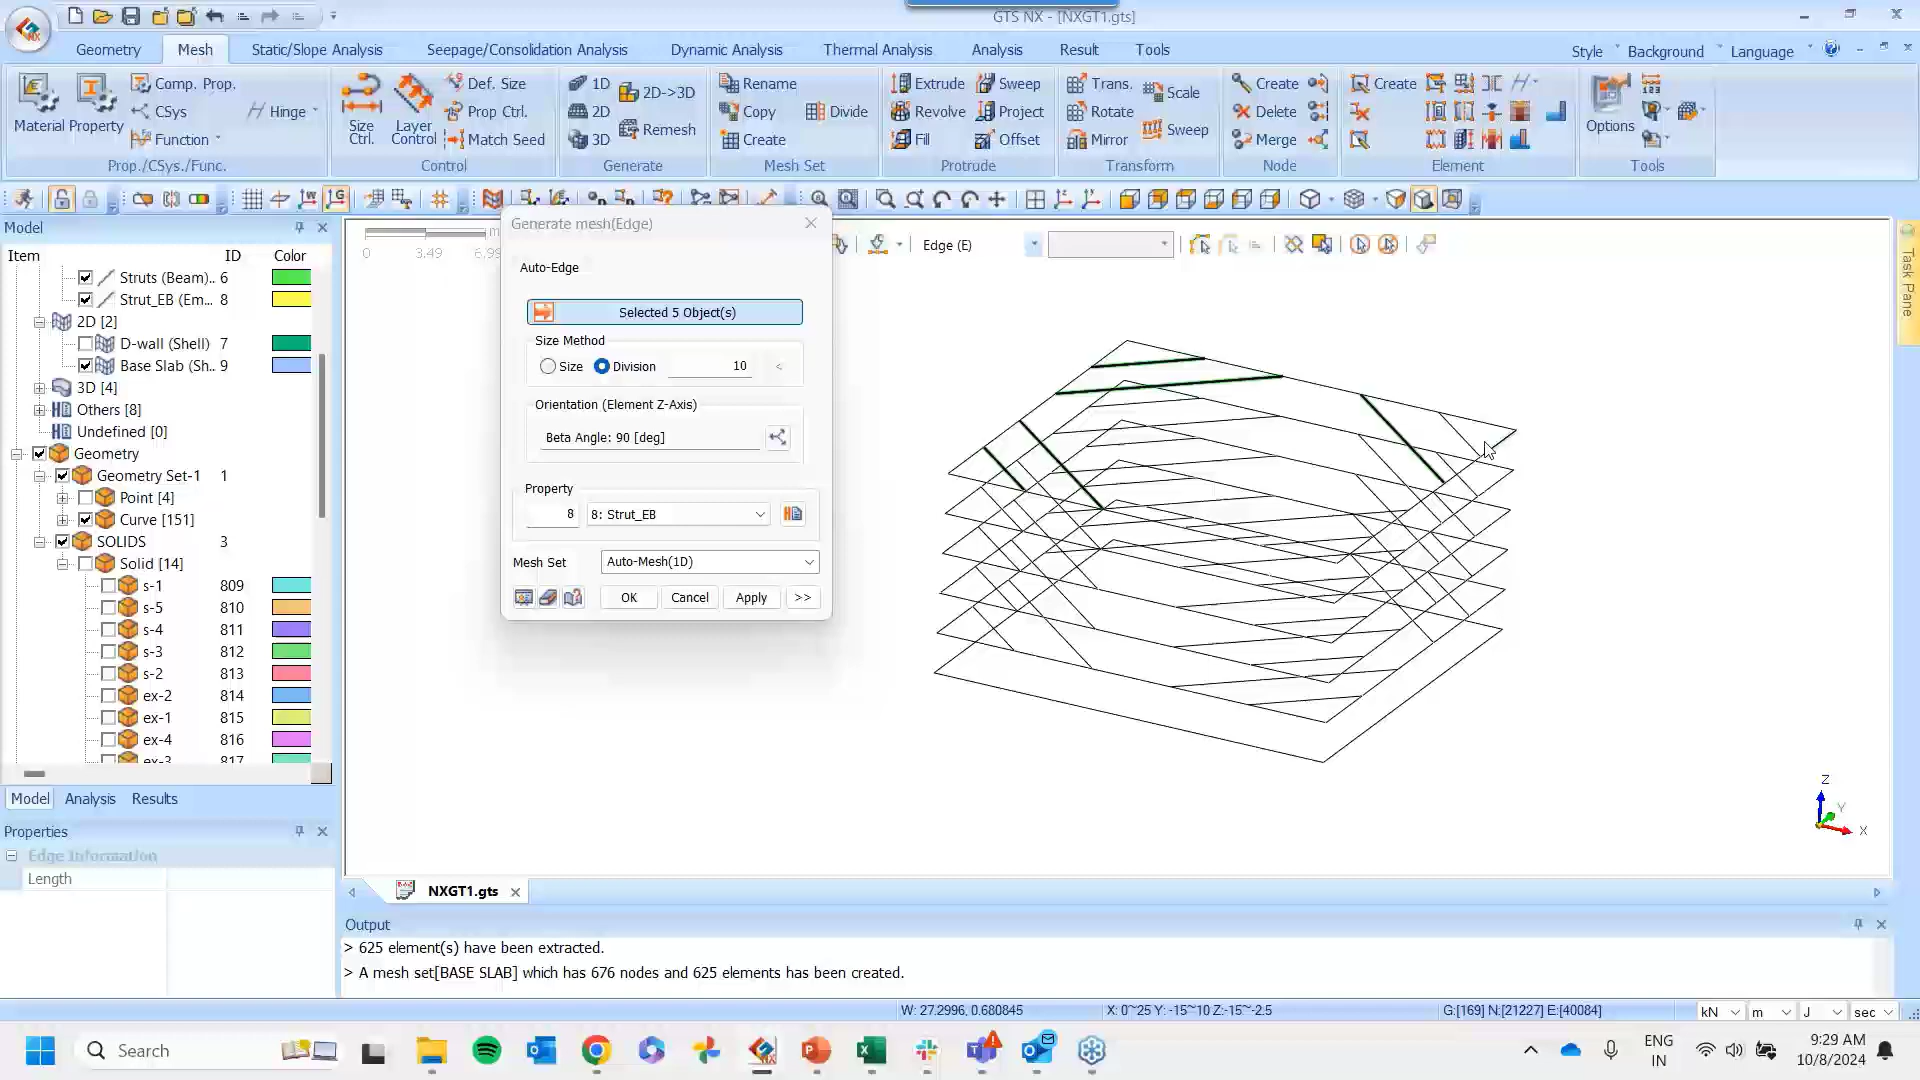 GTS NX - [NXGT1.gts]
Geometry
Mesh
Static/Slope Analysis
Seepage/Consolidation Analysis
Dynamic Analysis
Thermal Analysis
Analysis
Result
Tools
Style
Background
Language
Material
Property
Comp. Prop.
CSys
Function
Hinge
Prop./CSys./Func.
Size
Ctrl.
Layer
Control
Def. Size
Prop Ctrl.
Match Seed
Control
1D
2D
3D
2D->3D
Remesh
Generate
Rename
Copy
Create
Divide
Mesh Set
Extrude
Revolve
Fill
Sweep
Project
Offset
Protrude
Trans.
Rotate
Mirror
Scale
Sweep
Transform
Create
Delete
Merge
Node
Create
Element
Options
Tools
Model
Item ID Color
Struts (Beam).. 6
Strut_EB (Em... 8
2D [2]
D-wall (Shell) 7
Base Slab (Sh.. 9
3D [4]
Others [8]
Undefined [0]
Geometry
Geometry Set-1 1
Point [4]
Curve [151]
SOLIDS 3
Solid [14]
s-1 809
s-5 810
s-4 811
s-3 812
s-2 813
ex-2 814
ex-1 815
ex-4 816
ex-3 817
Model
Analysis
Results
Properties
Edge Information
Length
0 3.49 6.99
Edge (E)
Task Pane
Generate mesh(Edge)
Auto-Edge
Selected 5 Object(s)
Size Method
Size
Division
10
<
Orientation (Element Z-Axis)
Beta Angle: 90 [deg]
Property
8
8: Strut_EB
Mesh Set
Auto-Mesh(1D)
OK
Cancel
Apply
>>
Z
Y
X
NXGT1.gts
Output
> 625 element(s) have been extracted.
> A mesh set[BASE SLAB] which has 676 nodes and 625 elements has been created.
W: 27.2996, 0.680845
X: 0~25 Y: -15~10 Z:-15~-2.5
G:[169] N:[21227] E:[40084]
kN
m
J
sec
Search
ENG
IN
9:29 AM
10/8/2024